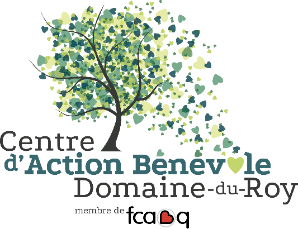 Centre
d'Action Bénévole
Domaine-du-Roy
membre de fcabq